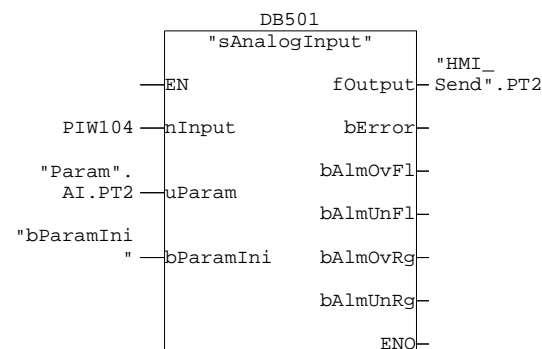 DB501
"sAnalogInput"
"HMI_
EN fOutput Send".PT2
PIW104 nInput bError
"Param".
AI.PT2 uParam bAlmOvFl
bAlmUnFl
"bParamIni
" bParamIni bAlmOvRg
bAlmUnRg
ENO